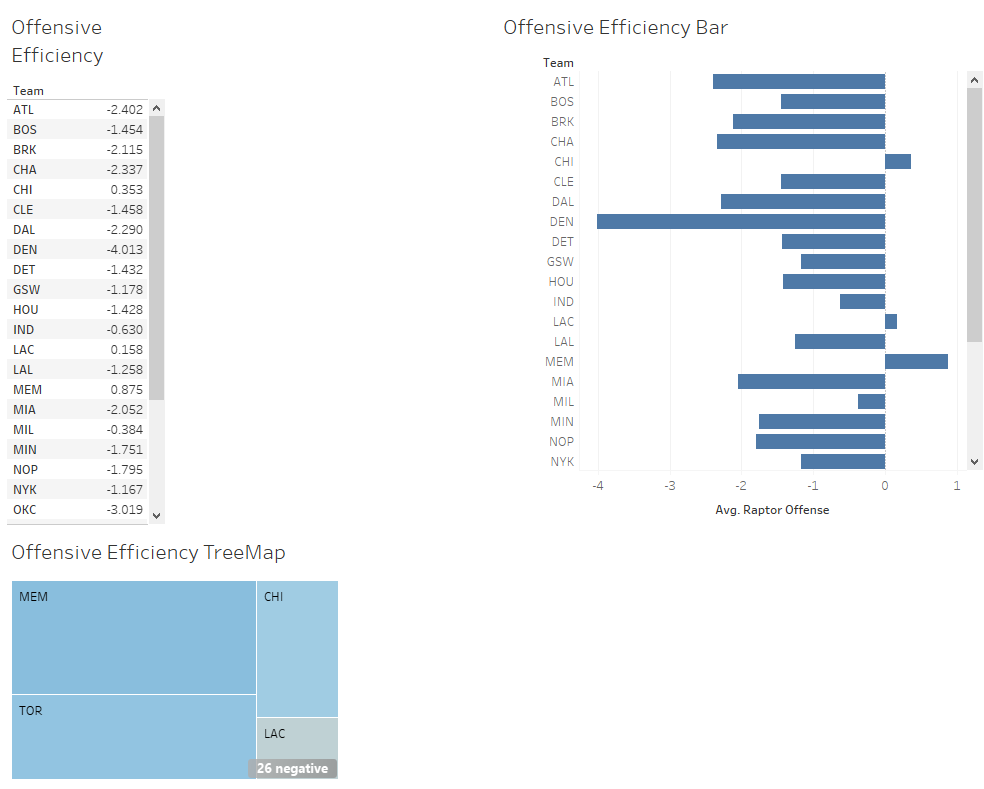 Offensive
Efficiency
Team
ATL -2.402
BOS -1.454
BRK -2.115
CHA -2.337
CHI 0.353
CLE -1.458
DAL -2.290
DEN -4.013
DET -1.432
GSW -1.178
HOU -1.428
IND -0.630
LAC 0.158
LAL -1.258
MEM 0.875
MIA -2.052
MIL -0.384
MIN -1.751
NOP -1.795
NYK -1.167
OKC -3.019
Offensive Efficiency Bar
Team
ATL
BOS
BRK
CHA
CHI
CLE
DAL
DEN
DET
GSW
HOU
IND
LAC
LAL
MEM
MIA
MIL
MIN
NOP
NYK
-4 -3 -2 -1 0 1
Avg. Raptor Offense
Offensive Efficiency TreeMap
MEM
CHI
TOR
LAC
26 negative